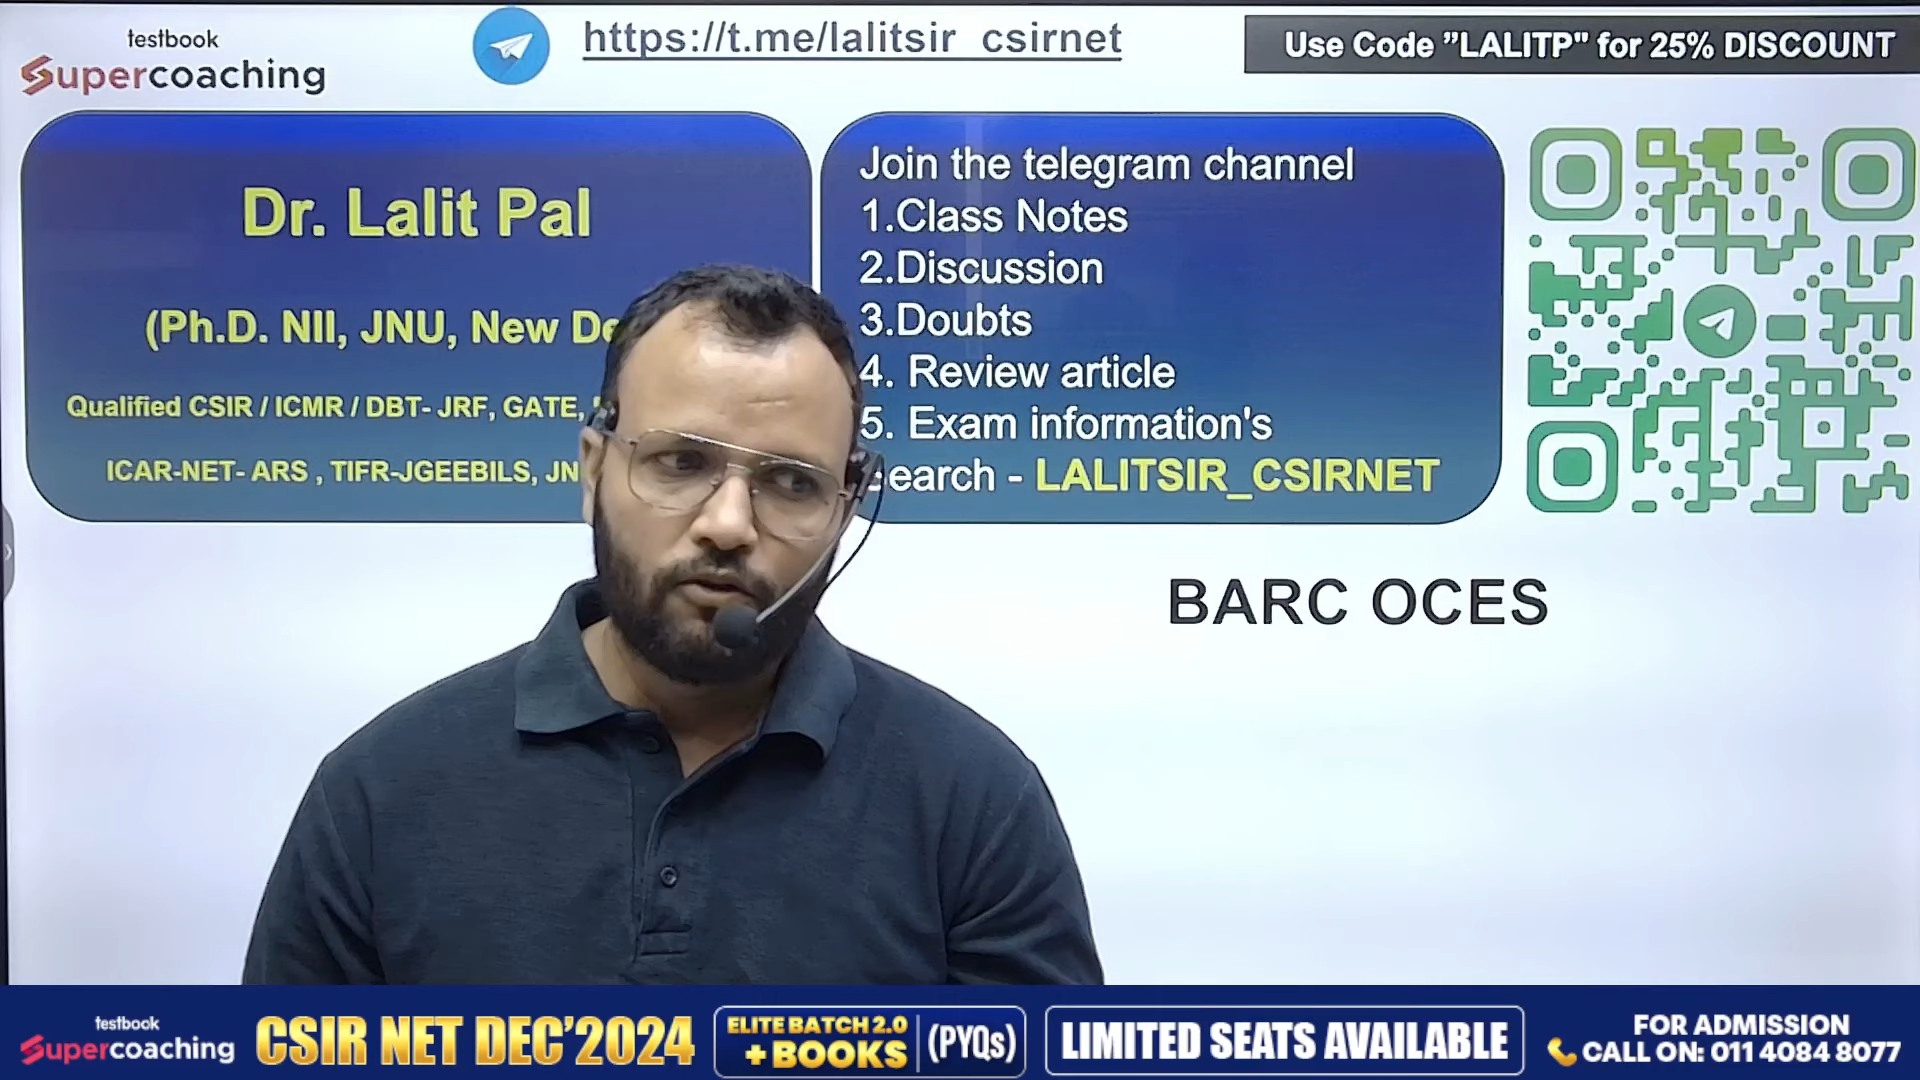 testbook
Supercoaching
https://t.me/lalitsir_csirnet
Use Code "LALITP" for 25% DISCOUNT
Dr. Lalit Pal
(Ph.D. NII, JNU, New
Qualified CSIR / ICMR / DBT- JRF, GATE,
ICAR-NET- ARS , TIFR-JGEEBILS,
Join the telegram channel
1.Class Notes
2.Discussion
3.Doubts
4. Review article
5. Exam information's
Search - LALITSIR_CSIRNET
BARC OCES
testbook
Supercoaching
CSIR NET DEC'2024
ELITE BATCH 2.0
+ BOOKS
(PYQs)
LIMITED SEATS AVAILABLE
FOR ADMISSION
CALL ON: 011 4084 8077